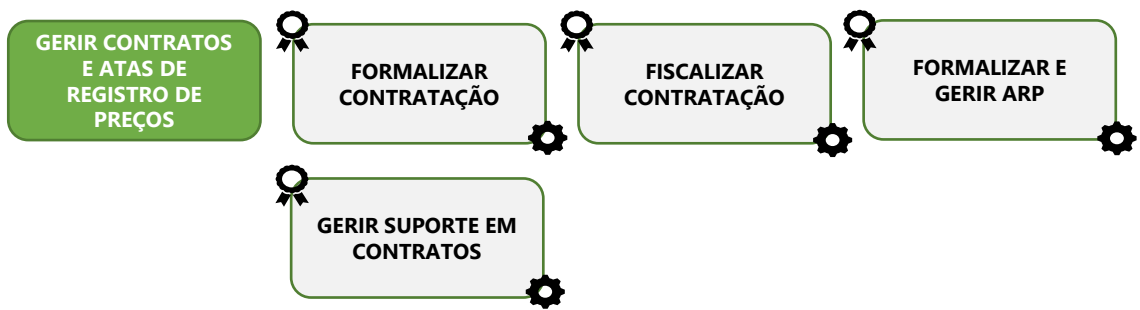 GERIR CONTRATOS
E ATAS DE
REGISTRO DE
PREÇOS
FORMALIZAR
CONTRATAÇÃO
FISCALIZAR
CONTRATAÇÃO
FORMALIZAR E
GERIR ARP
GERIR SUPORTE EM
CONTRATOS